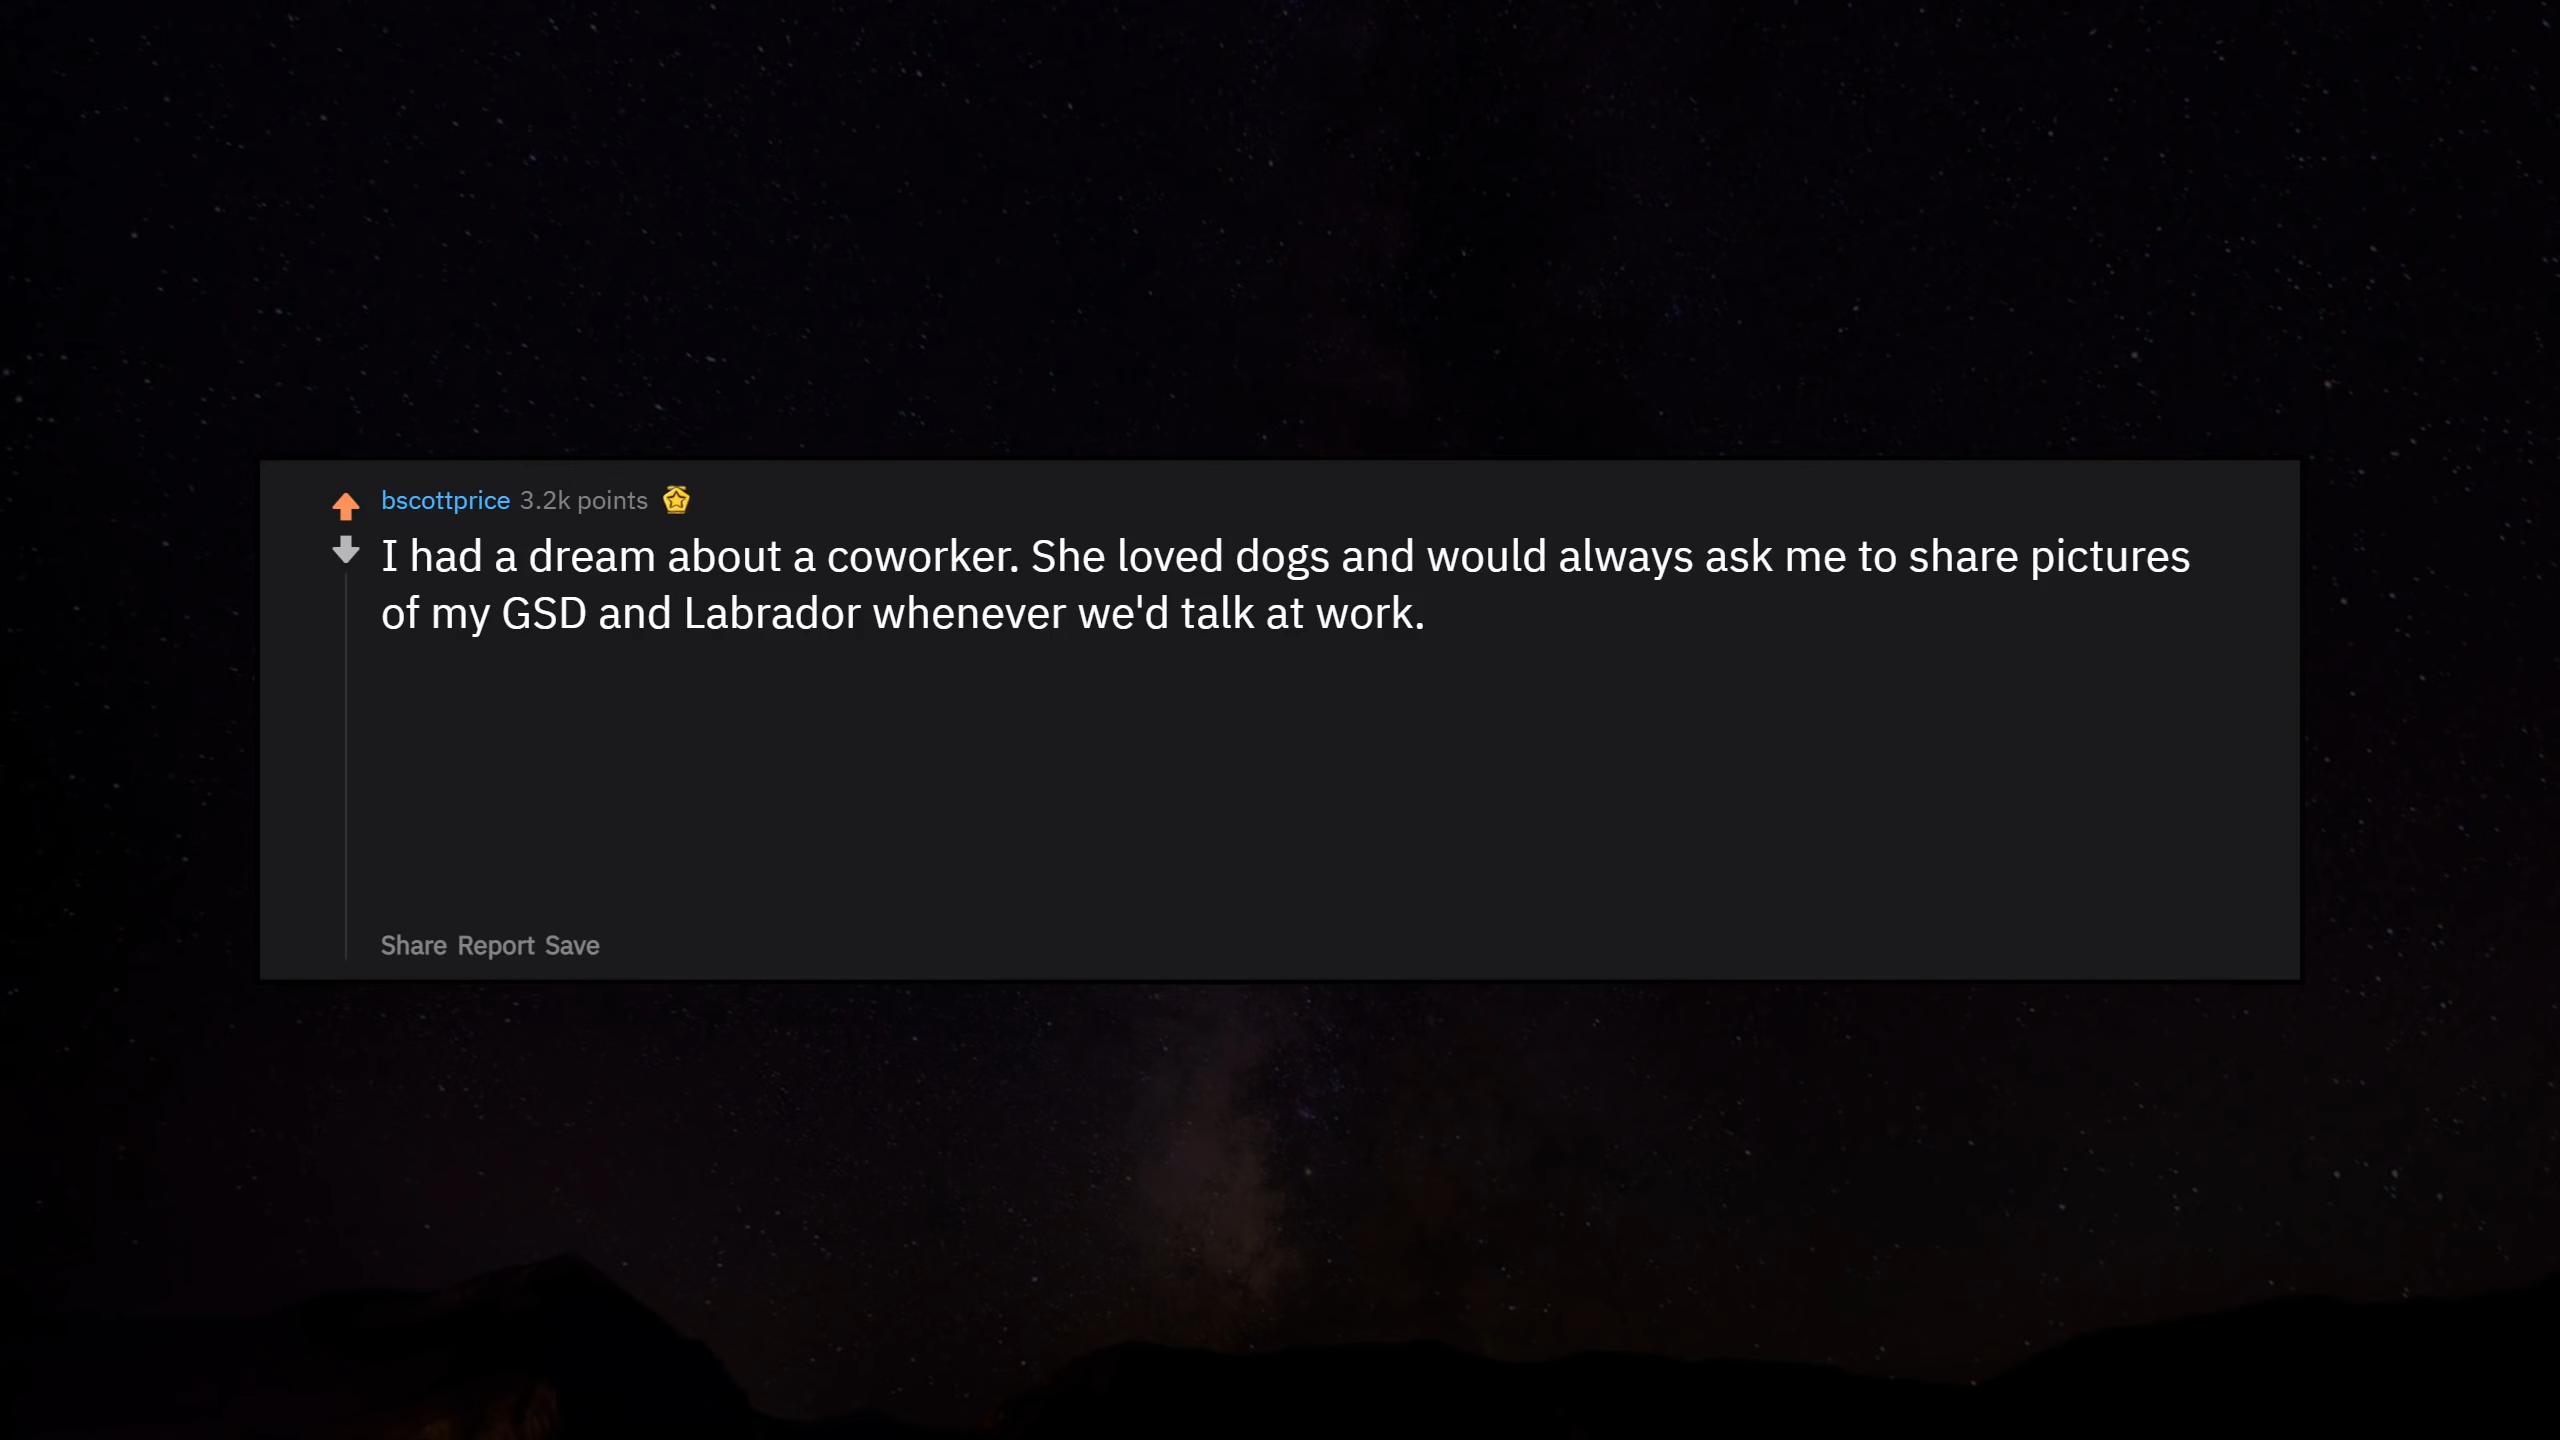 bscottprice 3.2k points
I had a dream about a coworker. She loved dogs and would always ask me to share pictures
of my GSD and Labrador whenever we'd talk at work.
Share Report Save